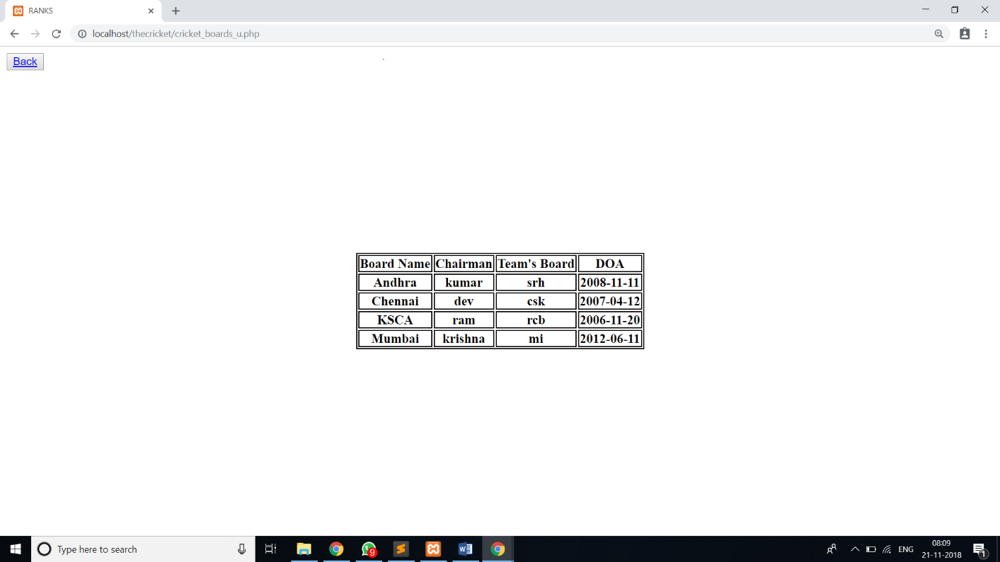 RANKS
localhost/thecricket/cricket_boards_u.php
Back
Board Name Chairman Team's Board DOA
Andhra kumar srh 2008-11-11
Chennai dev csk 2007-04-12
KSCA ram rcb 2006-11-20
Mumbai krishna mi 2012-06-11
Type here to search
9
W
ENG
08:09
21-11-2018
1